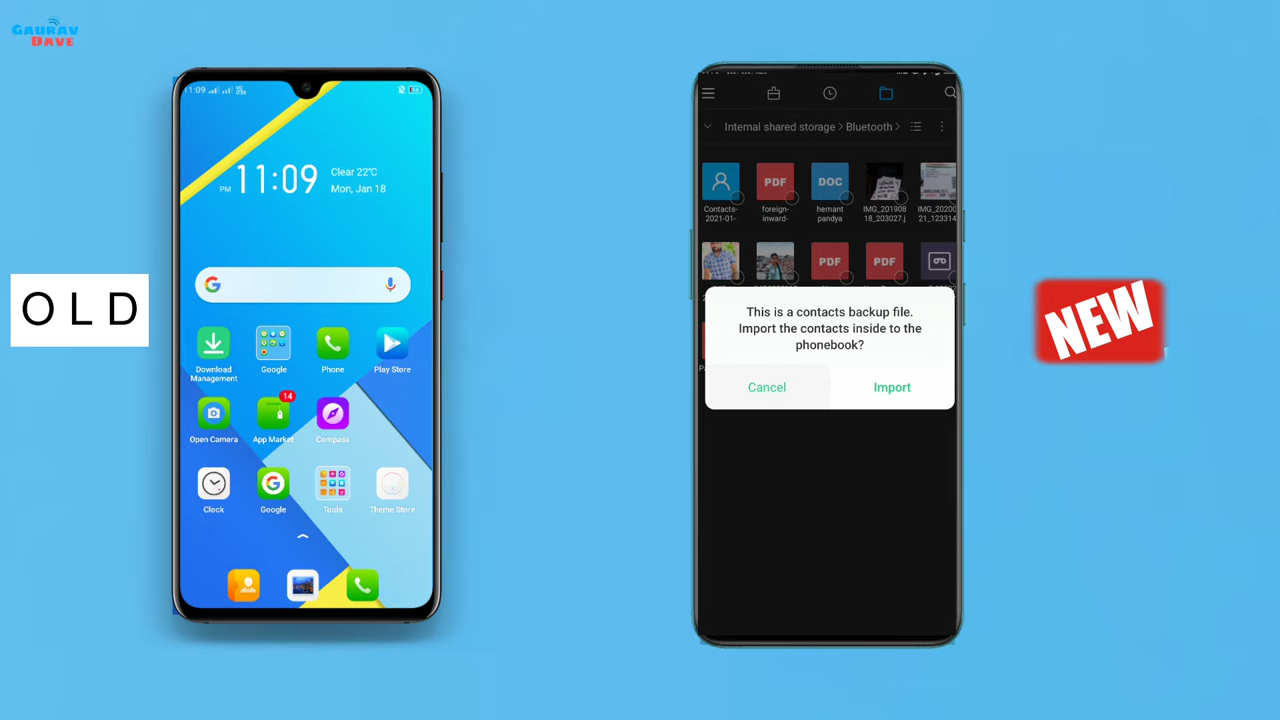 GAURAV
DAVE
OLD
11:09
PM 11:09
Clear 22°C
Mon, Jan 18
Download
Management
Google
Phone
Play Store
Open Camera
14
App Market
Compass
Clock
Google
Tools
Theme Store
Internal shared storage > Bluetooth >
PDF
DOC
Contacts-
2021-01-
foreign-
inward-
hemant
pandya
IMG_201908
18_203027.j
IMG_20200
21_123314
PDF
PDF
This is a contacts backup file.
Import the contacts inside to the
phonebook?
Cancel
Import
NEW